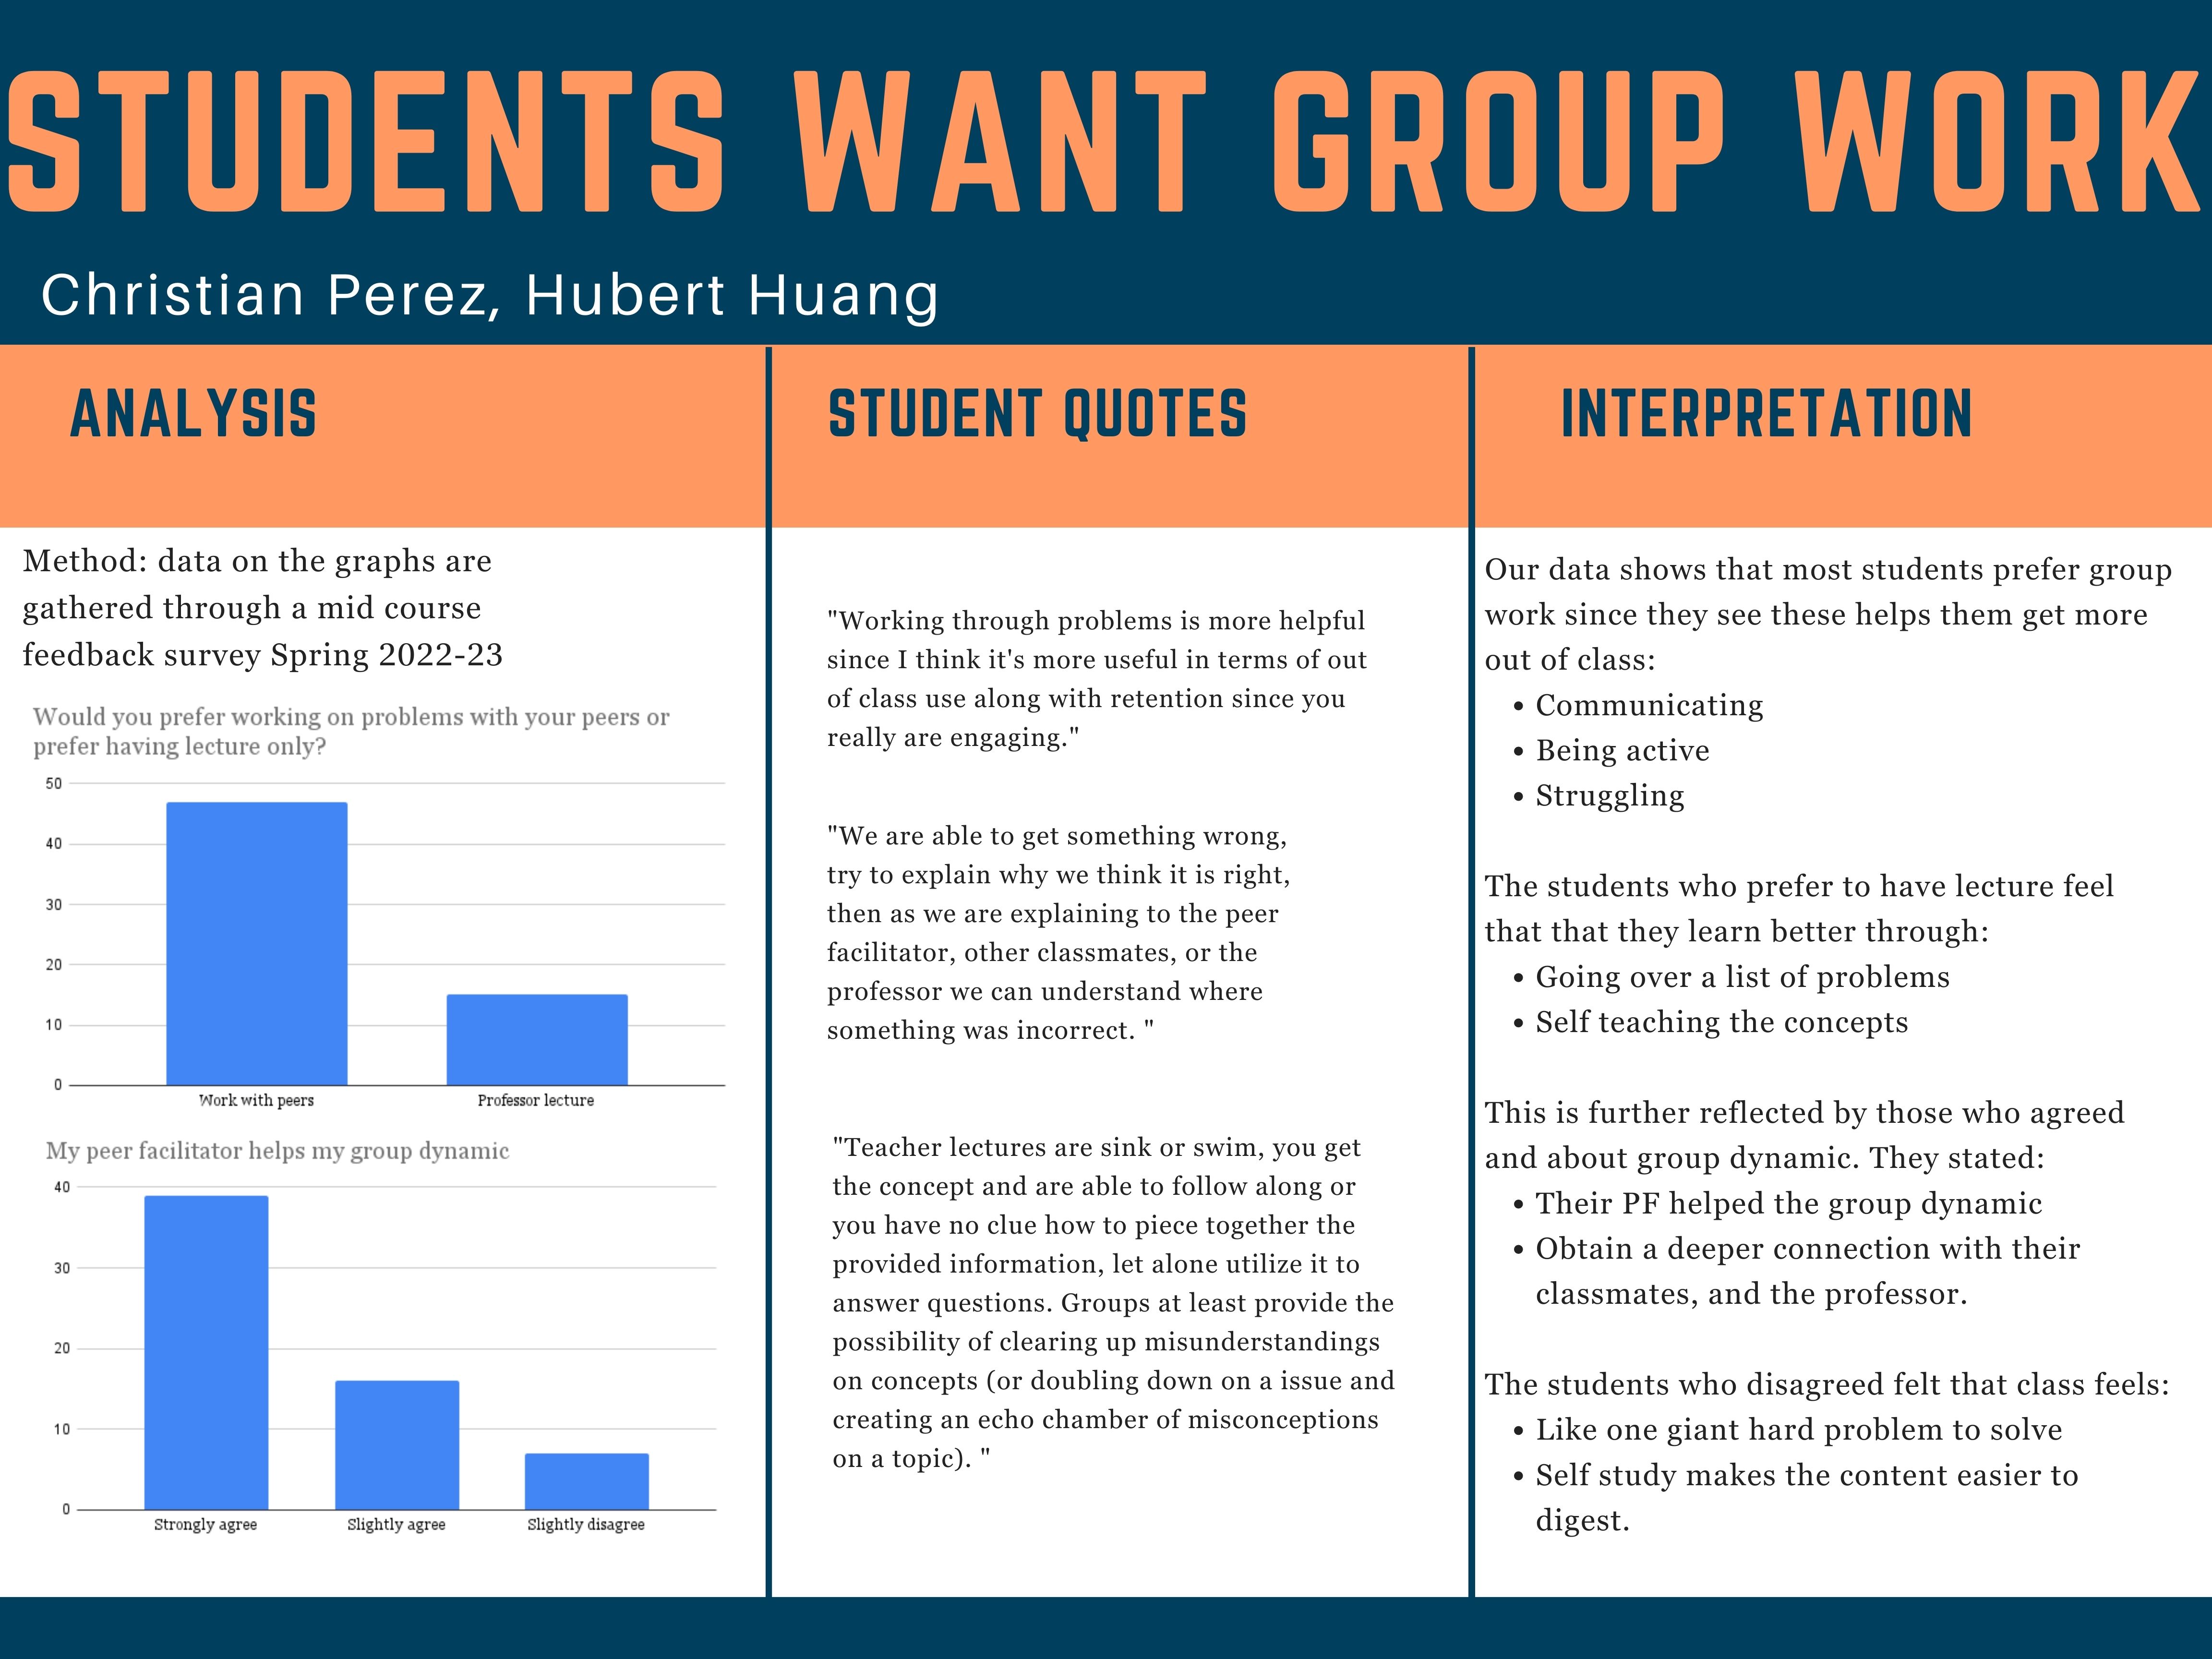 STUDENTS WANT GROUP WORK
Christian Perez, Hubert Huang
ANALYSIS
Method: data on the graphs are
gathered through a mid course
feedback survey Spring 2022-23
Would you prefer working on problems with your peers or
prefer having lecture only?
50
40
30
20
10
0
Work with peers Professor lecture
My peer facilitator helps my group dynamic
40
30
20
10
0
Strongly agree Slightly agree Slightly disagree
STUDENT QUOTES
"Working through problems is more helpful
since I think it's more useful in terms of out
of class use along with retention since you
really are engaging."
"We are able to get something wrong,
try to explain why we think it is right,
then as we are explaining to the peer
facilitator, other classmates, or the
professor we can understand where
something was incorrect. "
"Teacher lectures are sink or swim, you get
the concept and are able to follow along or
you have no clue how to piece together the
provided information, let alone utilize it to
answer questions. Groups at least provide the
possibility of clearing up misunderstandings
on concepts (or doubling down on a issue and
creating an echo chamber of misconceptions
on a topic). "
INTERPRETATION
Our data shows that most students prefer group
work since they see these helps them get more
out of class:
• Communicating
• Being active
• Struggling
The students who prefer to have lecture feel
that that they learn better through:
• Going over a list of problems
• Self teaching the concepts
This is further reflected by those who agreed
and about group dynamic. They stated:
• Their PF helped the group dynamic
• Obtain a deeper connection with their
classmates, and the professor.
The students who disagreed felt that class feels:
• Like one giant hard problem to solve
• Self study makes the content easier to
digest.